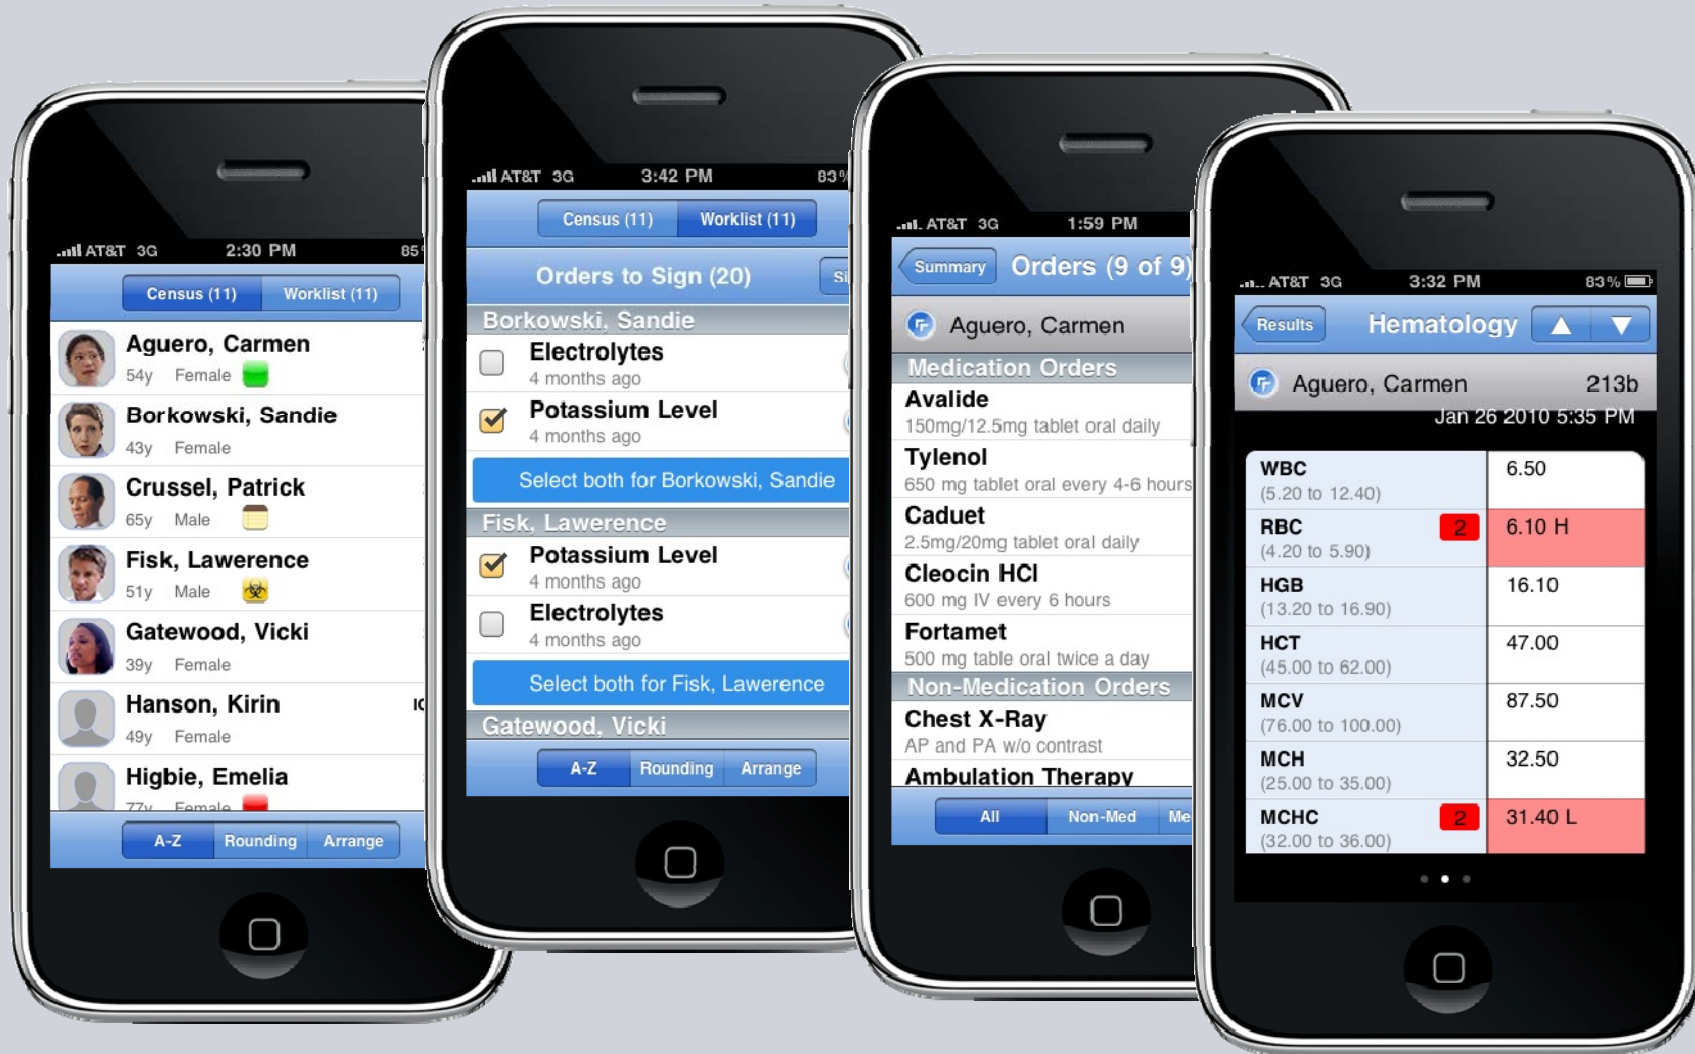 AT&T 3G 2:30 PM 85
Census (11) Worklist (11)
Aguero, Carmen
54y Female
Borkowski, Sandie
43y Female
Crussel, Patrick
65y Male
Fisk, Lawerence
51y Male
Gatewood, Vicki
39y Female
Hanson, Kirin
49y Female
Higbie, Emelia
77y Female
A-Z Rounding Arrange
AT&T 3G 3:42 PM 83%
Census (11) Worklist (11)
Orders to Sign (20)
Borkowski, Sandie
Electrolytes
4 months ago
Potassium Level
4 months ago
Select both for Borkowski, Sandie
Fisk, Lawerence
Potassium Level
4 months ago
Electrolytes
4 months ago
Select both for Fisk, Lawerence
Gatewood, Vicki
A-Z Rounding Arrange
AT&T 3G 1:59 PM
Summary Orders (9 of 9)
Aguero, Carmen
Medication Orders
Avalide
150mg/12.5mg tablet oral daily
Tylenol
650 mg tablet oral every 4-6 hours
Caduet
2.5mg/20mg tablet oral daily
Cleocin HCl
600 mg IV every 6 hours
Fortamet
500 mg table oral twice a day
Non-Medication Orders
Chest X-Ray
AP and PA w/o contrast
Ambulation Therapy
All Non-Med Me
AT&T 3G 3:32 PM 83%
Results Hematology
Aguero, Carmen 213b
Jan 26 2010 5:35 PM
WBC 6.50
(5.20 to 12.40)
RBC 2 6.10 H
(4.20 to 5.90)
HGB 16.10
(13.20 to 16.90)
HCT 47.00
(45.00 to 62.00)
MCV 87.50
(76.00 to 100.00)
MCH 32.50
(25.00 to 35.00)
MCHC 2 31.40 L
(32.00 to 36.00)